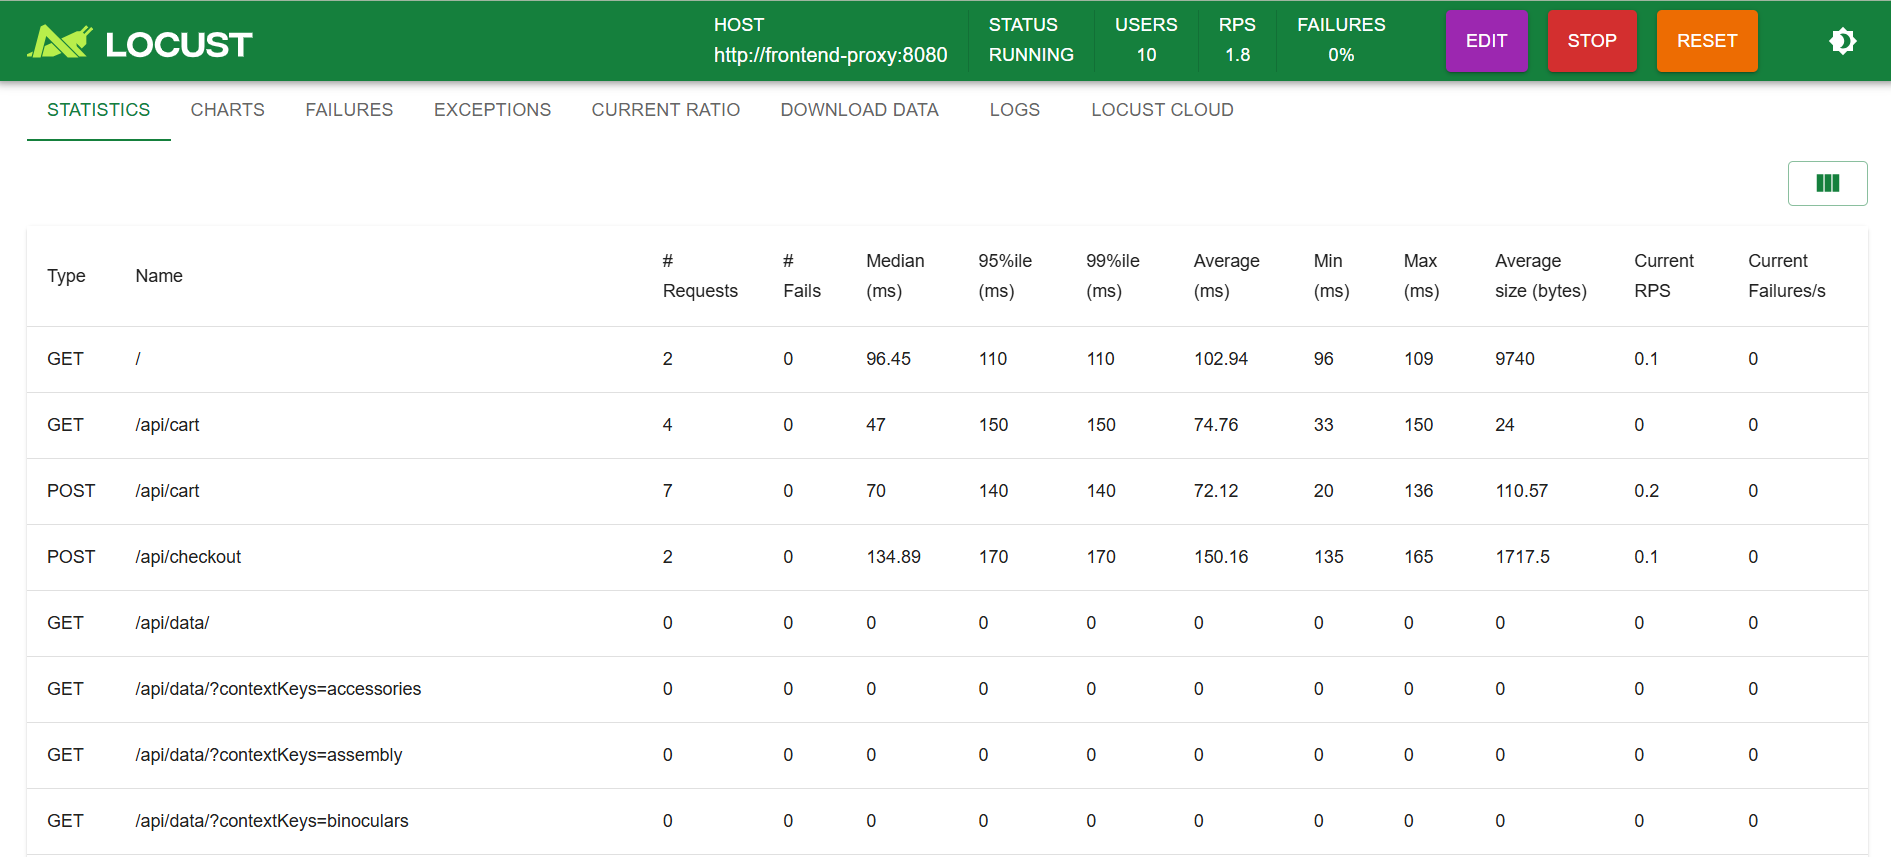 LOCUST
HOST
http://frontend-proxy:8080
STATUS
RUNNING
USERS
10
RPS
1.8
FAILURES
0%
EDIT
STOP
RESET
STATISTICS CHARTS FAILURES EXCEPTIONS CURRENT RATIO DOWNLOAD DATA LOGS LOCUST CLOUD
Type Name # Requests # Fails Median (ms) 95%ile (ms) 99%ile (ms) Average (ms) Min (ms) Max (ms) Average size (bytes) Current RPS Current Failures/s
GET / 2 0 96.45 110 110 102.94 96 109 9740 0.1 0
GET /api/cart 4 0 47 150 150 74.76 33 150 24 0 0
POST /api/cart 7 0 70 140 140 72.12 20 136 110.57 0.2 0
POST /api/checkout 2 0 134.89 170 170 150.16 135 165 1717.5 0.1 0
GET /api/data/ 0 0 0 0 0 0 0 0 0 0 0
GET /api/data/?contextKeys=accessories 0 0 0 0 0 0 0 0 0 0 0
GET /api/data/?contextKeys=assembly 0 0 0 0 0 0 0 0 0 0 0
GET /api/data/?contextKeys=binoculars 0 0 0 0 0 0 0 0 0 0 0